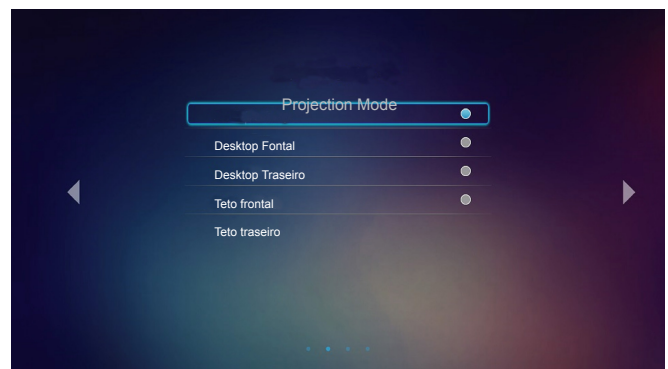 Projection Mode
Desktop Fontal
Desktop Traseiro
Teto frontal
Teto traseiro